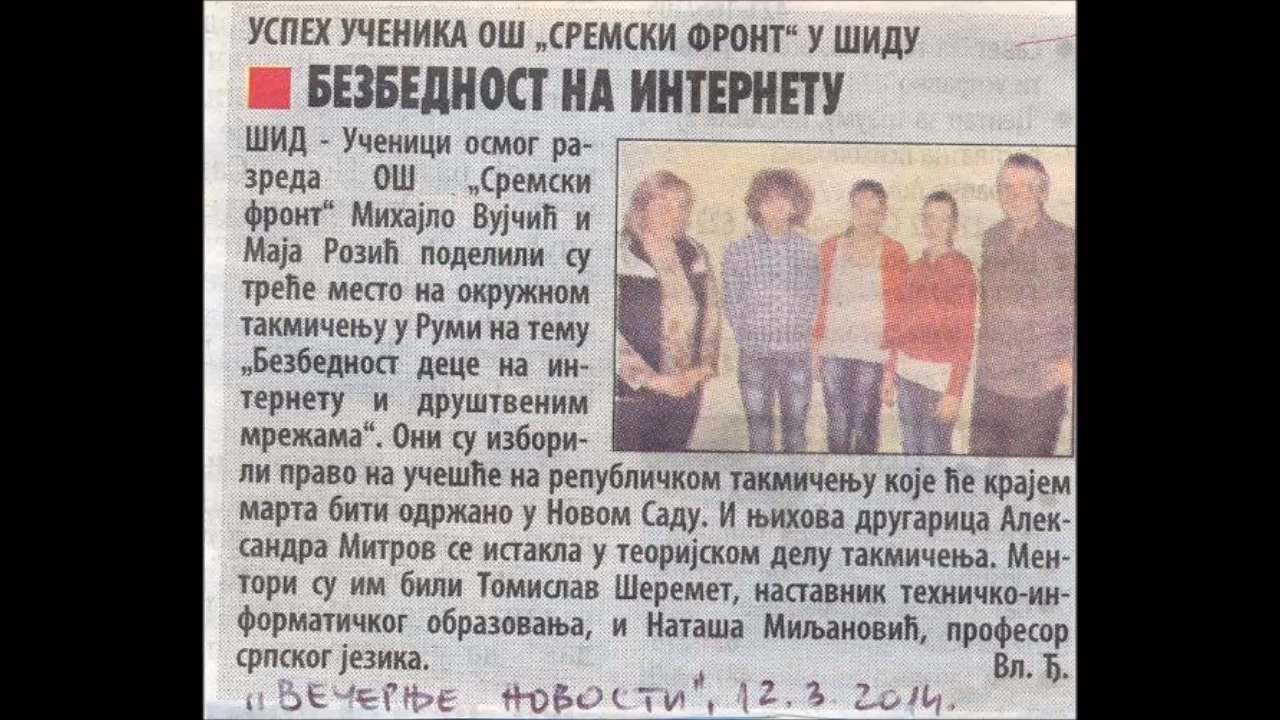 УСПЕХ УЧЕНИКА ОШ „СРЕМСКИ ФРОНТ“ У ШИДУ
БЕЗБЕДНОСТ НА ИНТЕРНЕТУ
ШИД - Ученици осмог ра-
зреда ОШ „Сремски
фронт“ Михајло Вујчић и
Маја Розић поделили су
треће место на окружном
такмичењу у Руми на тему
„Безбедност деце на ин-
тернету и друштвеним
мрежама“. Они су избори-
ли право на учешће на републичком такмичењу које ће крајем
марта бити одржано у Новом Саду. И њихова другарица Алек-
сандра Митров се истакла у теоријском делу такмичења. Мен-
тори су им били Томислав Шеремет, наставник техничко-ин-
форматичког образовања, и Наташа Миљановић, професор
српског језика. Вл. Ђ.
„ВЕЧЕРЊЕ НОВОСТИ“, 12.3.2014.